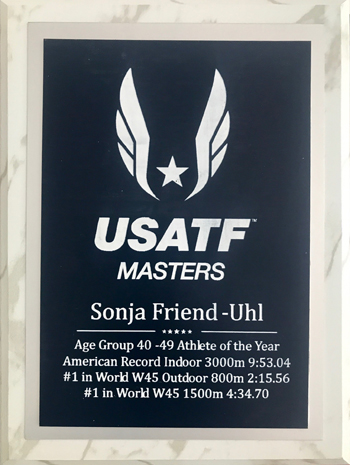 USATF™
MASTERS
Sonja Friend -Uhl
Age Group 40 -49 Athlete of the Year
American Record Indoor 3000m 9:53.04
#1 in World W45 Outdoor 800m 2:15.56
#1 in World W45 1500m 4:34.70